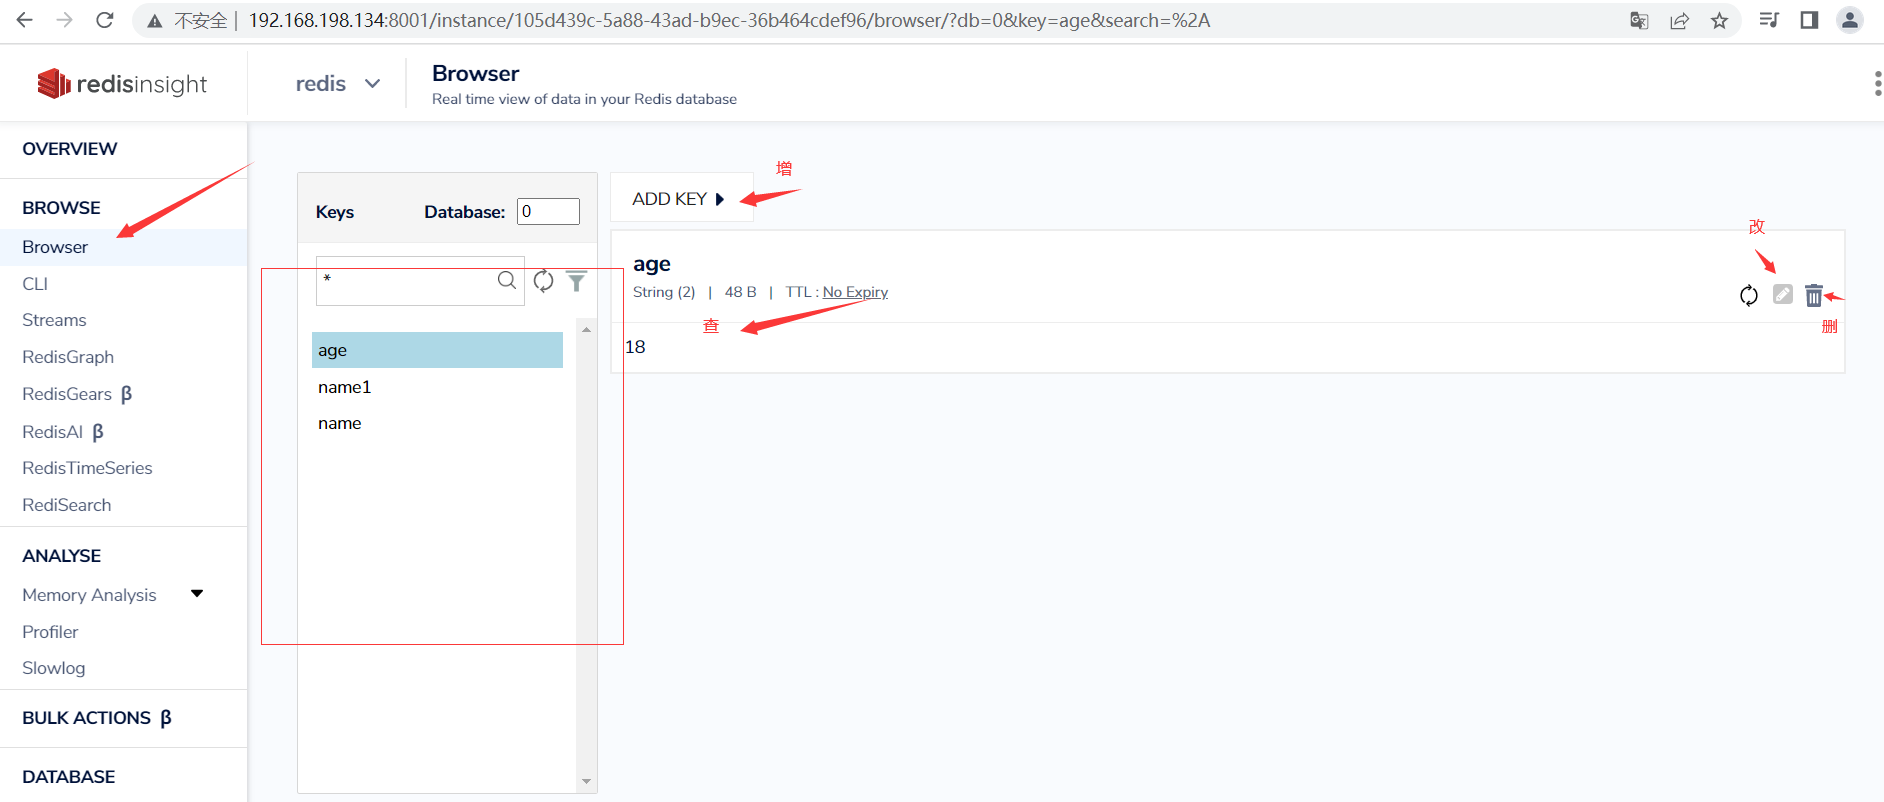 不安全 | 192.168.198.134:8001/instance/105d439c-5a88-43ad-b9ec-36b464cdef96/browser/?db=0&key=age&search=%2A
redisinsight
redis
Browser
Real time view of data in your Redis database
OVERVIEW
BROWSE
Browser
CLI
Streams
RedisGraph
RedisGears β
RedisAI β
RedisTimeSeries
RediSearch
ANALYSE
Memory Analysis
Profiler
Slowlog
BULK ACTIONS β
DATABASE
Keys
Database: 0
*
age
name1
name
ADD KEY
增
age
String (2) | 48 B | TTL : No Expiry
改
删
查
18